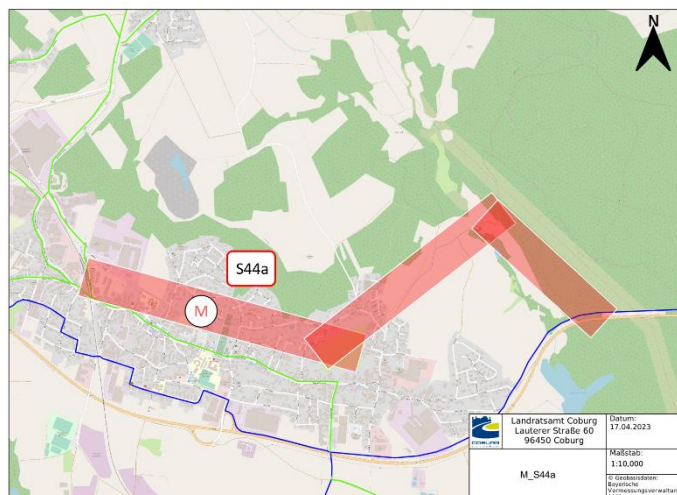 N
S44a
M
Landratsamt Coburg
Lauterer Straße 60
96450 Coburg
Datum:
17.04.2023
M_S44a
Maßstab:
1:10,000
© Geobasisdaten:
Bayerische
Vermessungsverwaltun